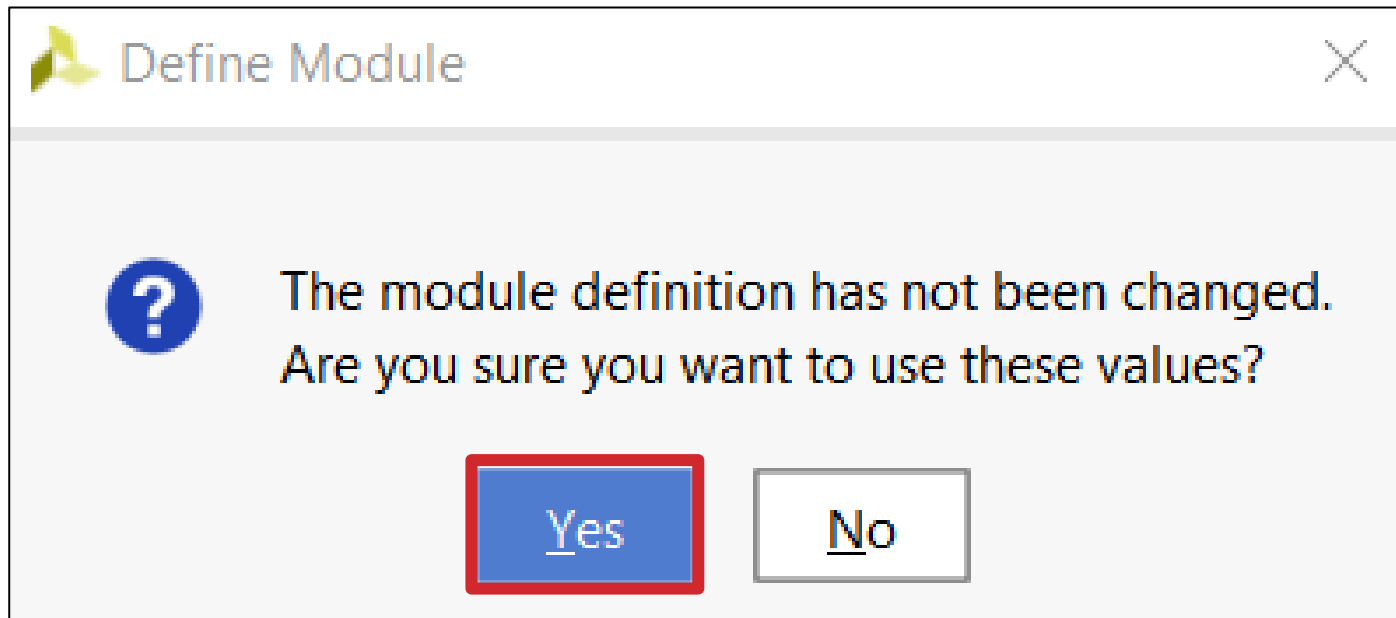 Define Module
The module definition has not been changed.
Are you sure you want to use these values?
Yes No